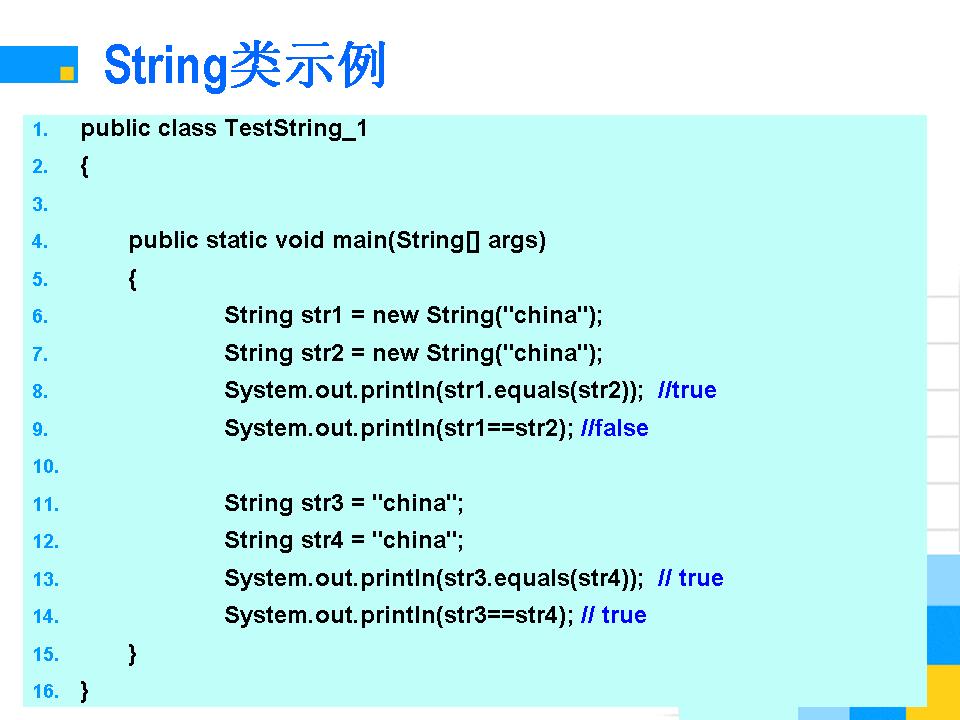 String类示例
1. public class TestString_1
2. {
3.
4. public static void main(String[] args)
5. {
6. String str1 = new String("china");
7. String str2 = new String("china");
8. System.out.println(str1.equals(str2)); //true
9. System.out.println(str1==str2); //false
10.
11. String str3 = "china";
12. String str4 = "china";
13. System.out.println(str3.equals(str4)); // true
14. System.out.println(str3==str4); // true
15. }
16. }